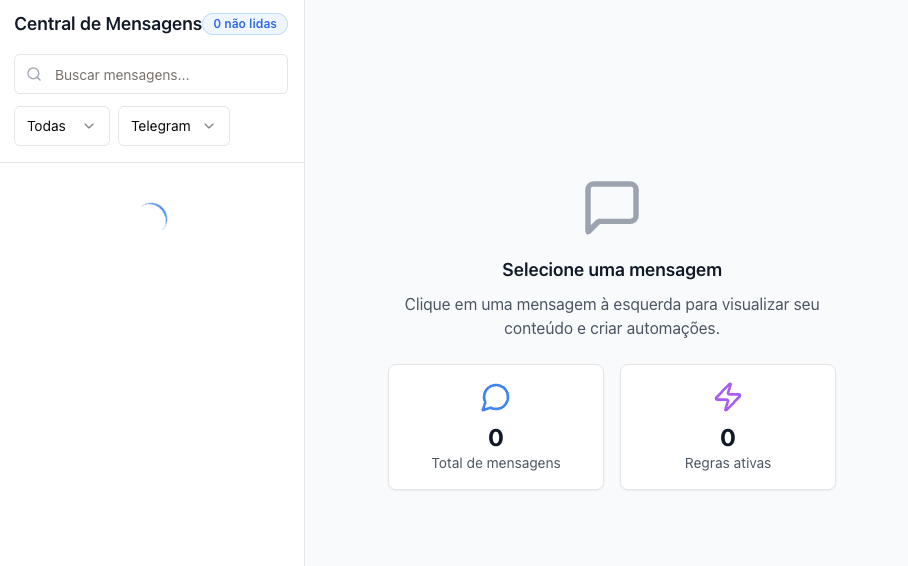 Central de Mensagens
0 não lidas
Buscar mensagens...
Todas
Telegram
Selecione uma mensagem
Clique em uma mensagem à esquerda para visualizar seu
conteúdo e criar automações.
0
Total de mensagens
0
Regras ativas